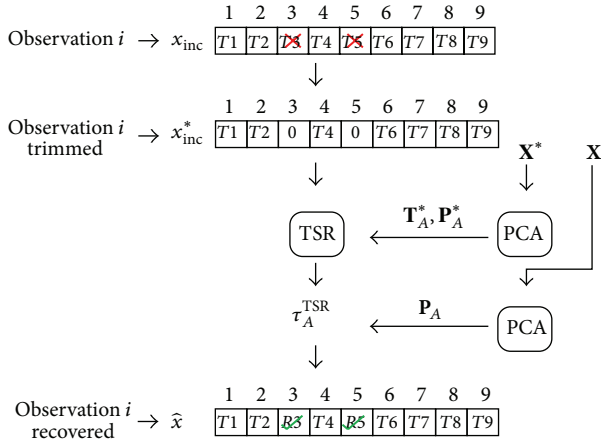 1 2 3 4 5 6 7 8 9
Observation i → x_inc T1 T2 T3 T4 T5 T6 T7 T8 T9
1 2 3 4 5 6 7 8 9
Observation i
trimmed → x*_inc T1 T2 0 T4 0 T6 T7 T8 T9
X* X
TSR T*_A, P*_A PCA
τ_A^TSR P_A PCA
1 2 3 4 5 6 7 8 9
Observation i
recovered → x̂ T1 T2 R3 T4 R5 T6 T7 T8 T9